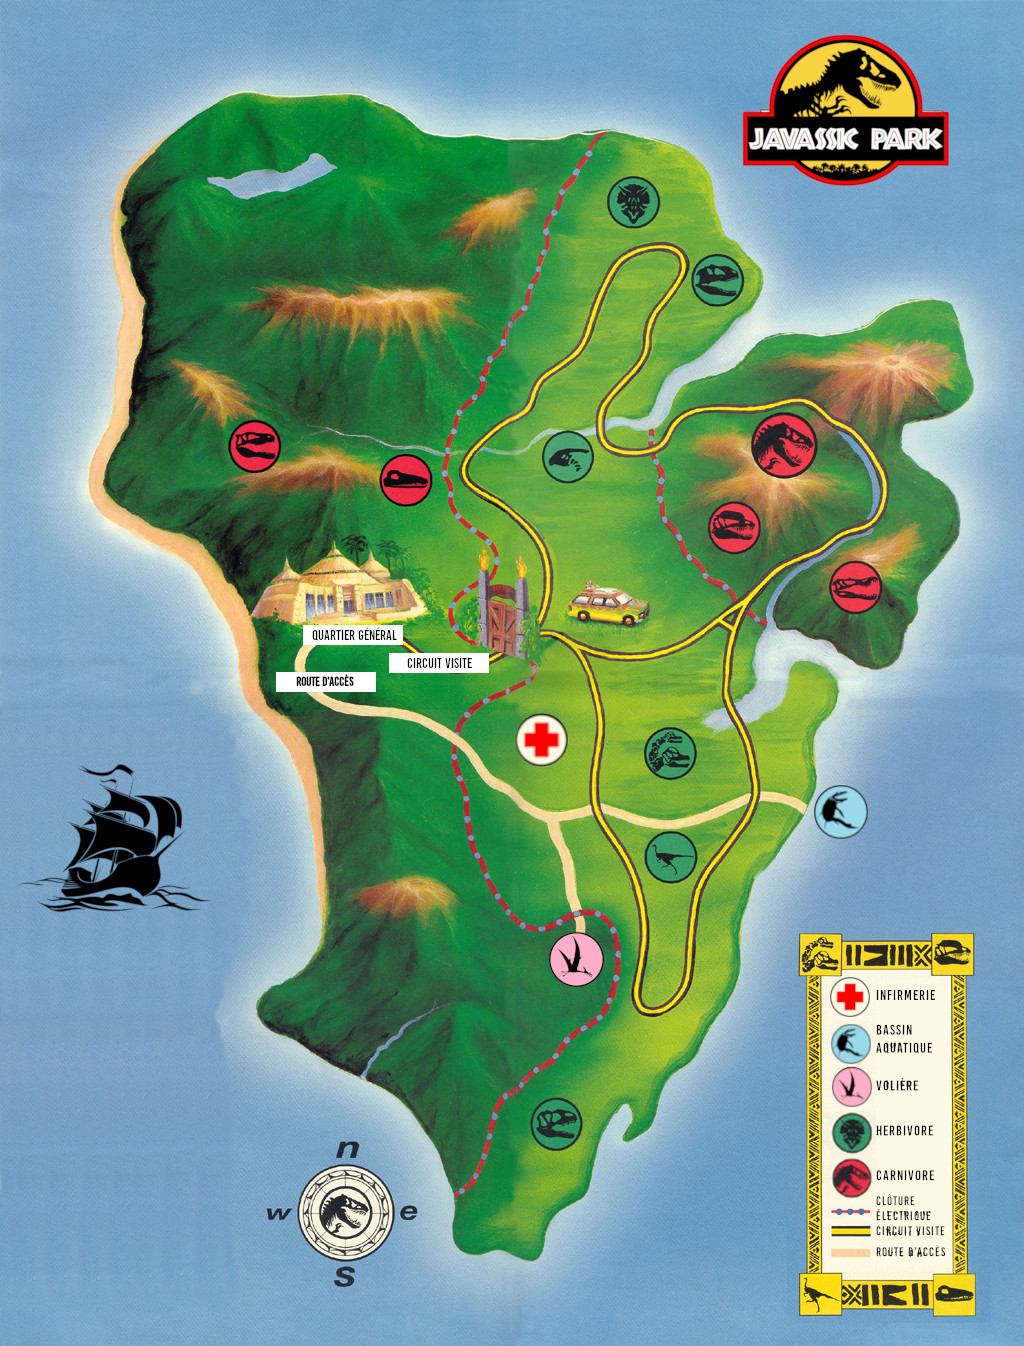 JAVASSIC PARK
QUARTIER GÉNÉRAL
CIRCUIT VISITE
ROUTE D'ACCÈS
INFIRMERIE
BASSIN
AQUATIQUE
VOLIÈRE
HERBIVORE
CARNIVORE
CLÔTURE
ÉLECTRIQUE
CIRCUIT VISITE
ROUTE D'ACCÈS
n
w e
S